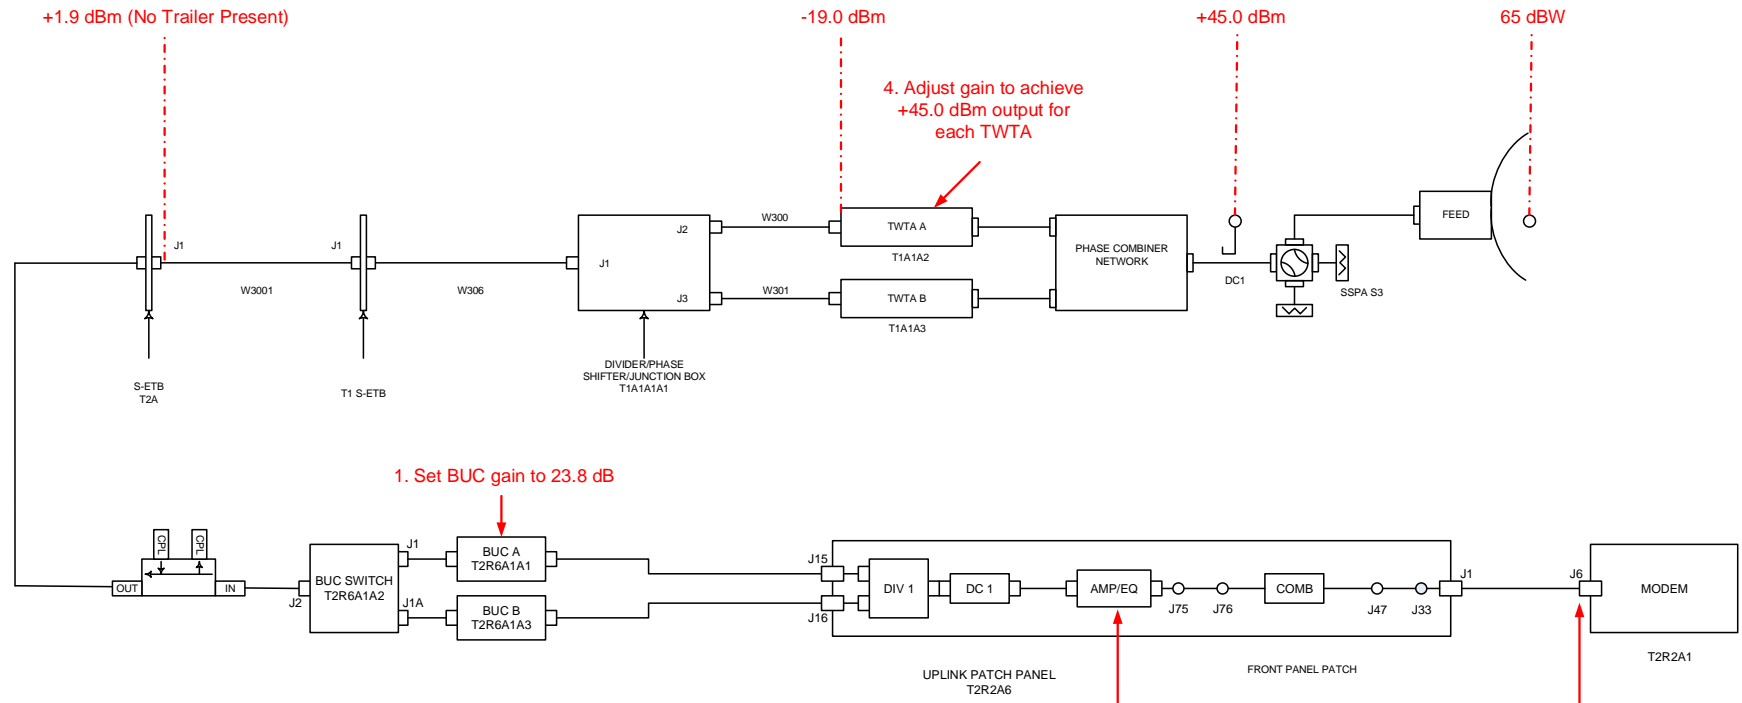 +1.9 dBm (No Trailer Present)
-19.0 dBm
+45.0 dBm
65 dBW
4. Adjust gain to achieve
+45.0 dBm output for
each TWTA
J1
W3001
J1
W306
J1
J2
J3
W300
W301
TWTA A
T1A1A2
TWTA B
T1A1A3
PHASE COMBINER
NETWORK
DC1
SSPA S3
FEED
S-ETB
T2A
T1 S-ETB
DIVIDER/PHASE
SHIFTER/JUNCTION BOX
T1A1A1A1
1. Set BUC gain to 23.8 dB
CPL
CPL
OUT
IN
J2
BUC SWITCH
T2R6A1A2
J1
J1A
BUC A
T2R6A1A1
BUC B
T2R6A1A3
J15
J16
DIV 1
DC 1
AMP/EQ
J75
J76
COMB
J47
J33
J1
J6
MODEM
T2R2A1
UPLINK PATCH PANEL
T2R2A6
FRONT PANEL PATCH